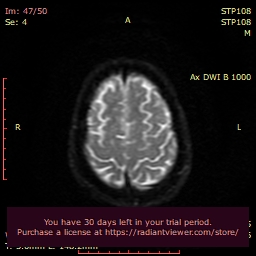 Im: 47/50
Se: 4
A
STP108
STP108
M
Ax DWI B 1000
R
L
You have 30 days left in your trial period.
Purchase a license at https://radiantviewer.com/store/